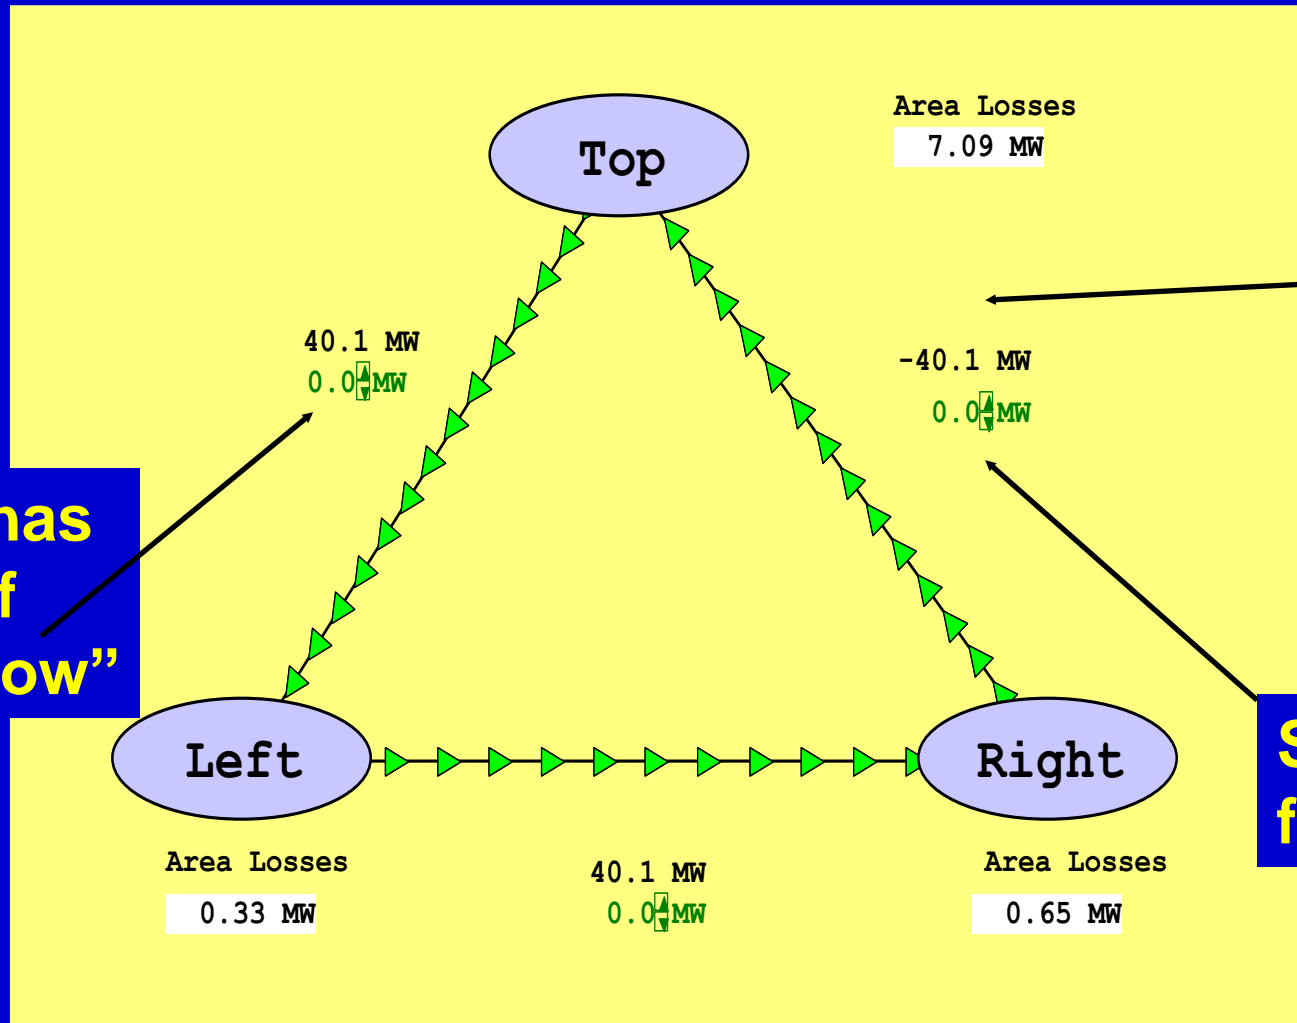 Area Losses
7.09 MW
Top
40.1 MW
0.0 MW
-40.1 MW
0.0 MW
ow”
Left
Right
Area Losses
0.33 MW
40.1 MW
0.0 MW
Area Losses
0.65 MW